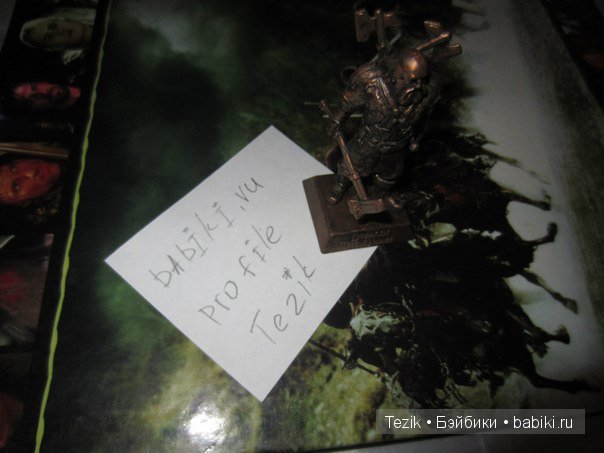 babiki.ru
profile
Tezik
Tezik • Бэйбики • babiki.ru